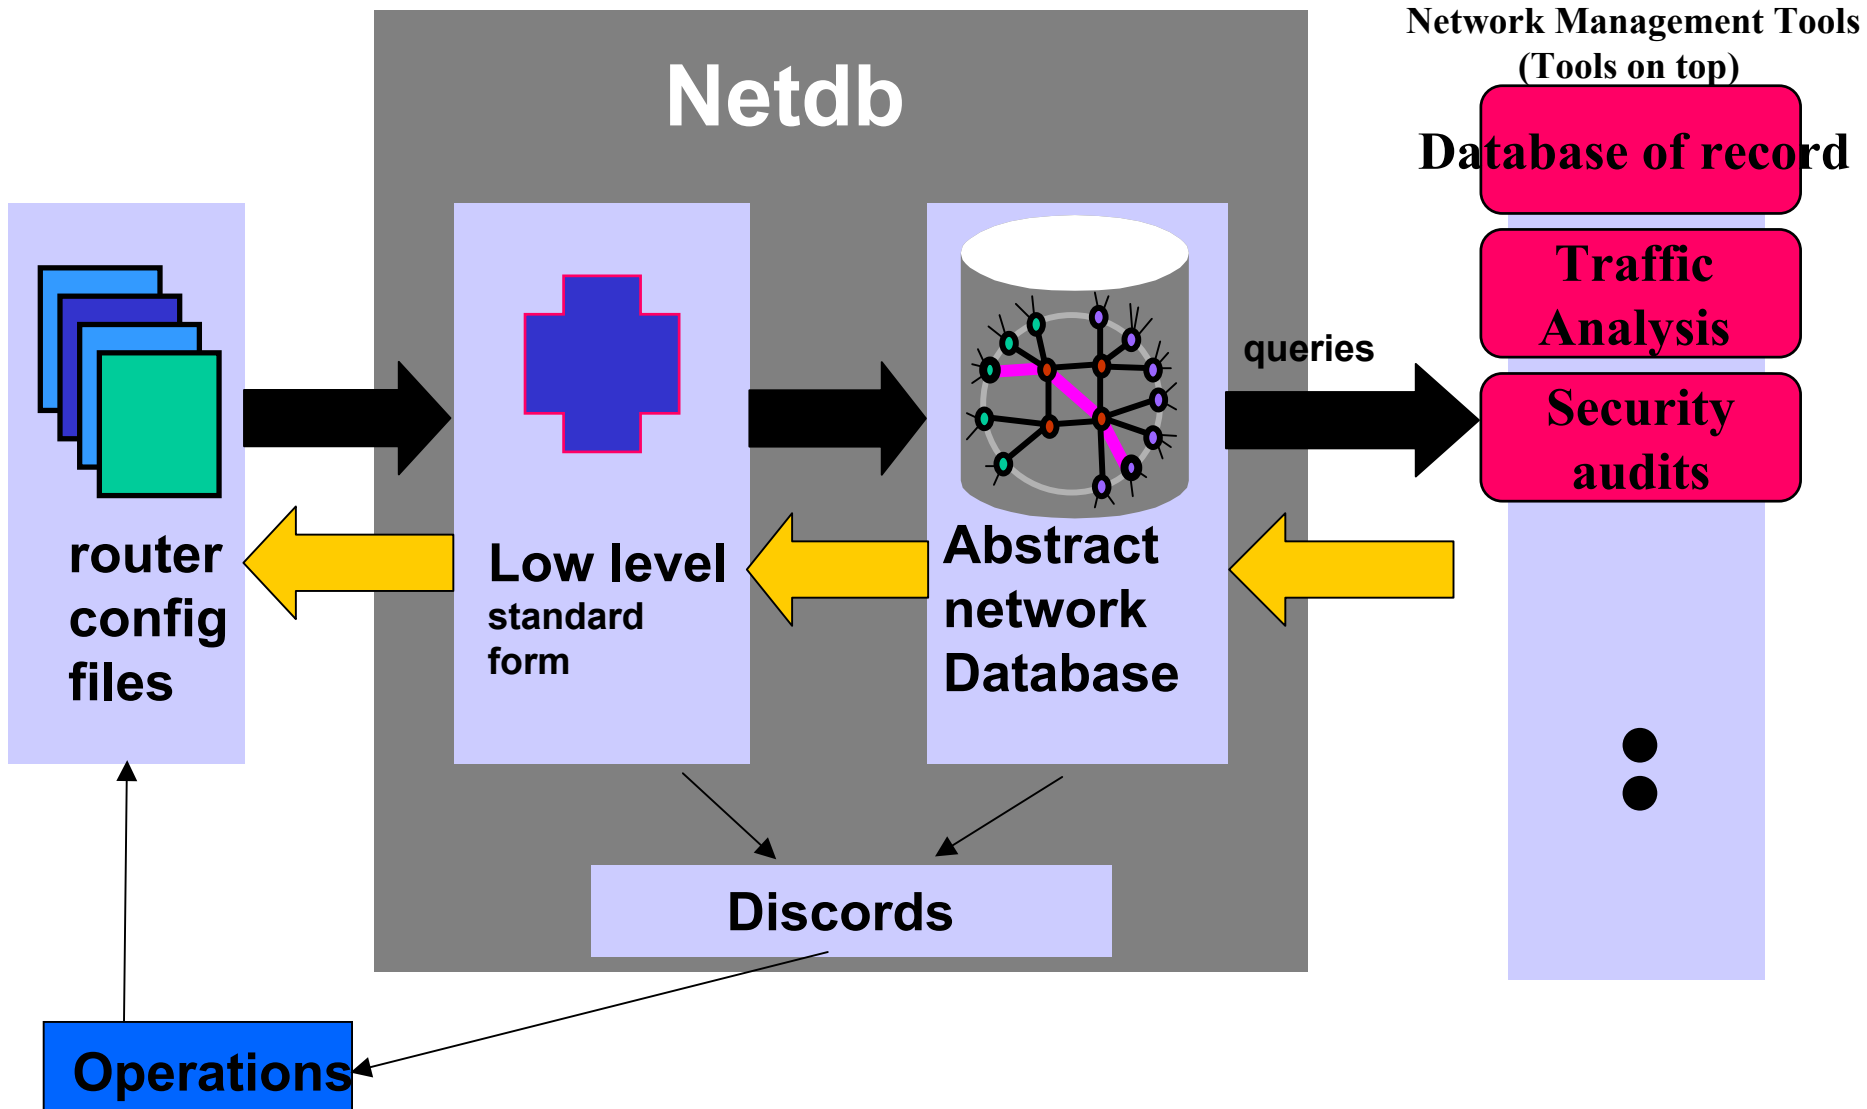 Network Management Tools
(Tools on top)
Netdb
Database of record
Traffic
Analysis
Security
audits
queries
router
config
files
Low level
standard
form
Abstract
network
Database
Discords
Operations